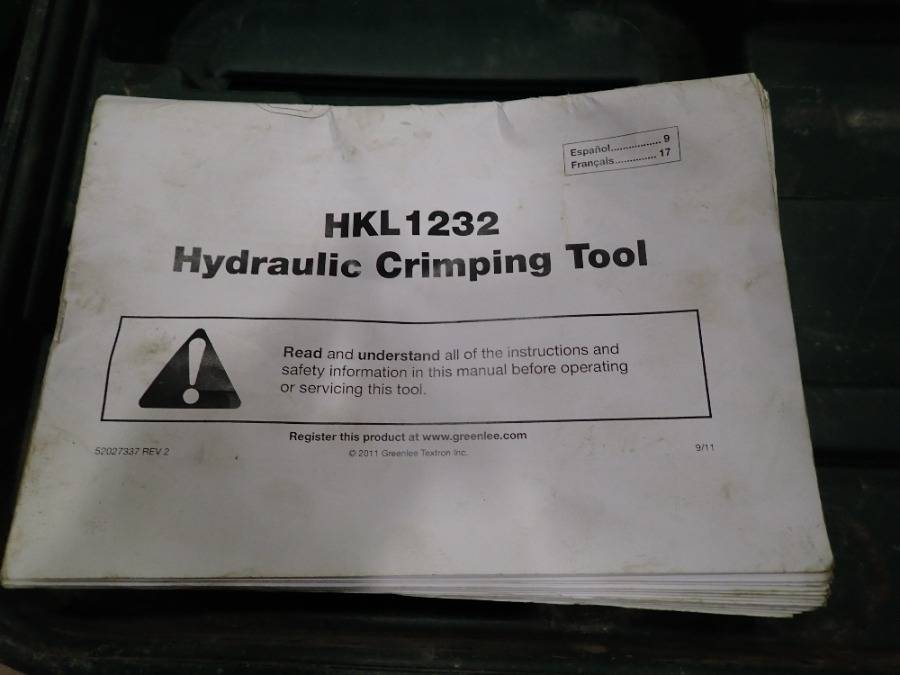 Español................. 9
Français.............. 17
HKL1232
Hydraulic Crimping Tool
Read and understand all of the instructions and
safety information in this manual before operating
or servicing this tool.
Register this product at www.greenlee.com
52027337 REV 2
© 2011 Greenlee Textron Inc.
9/11